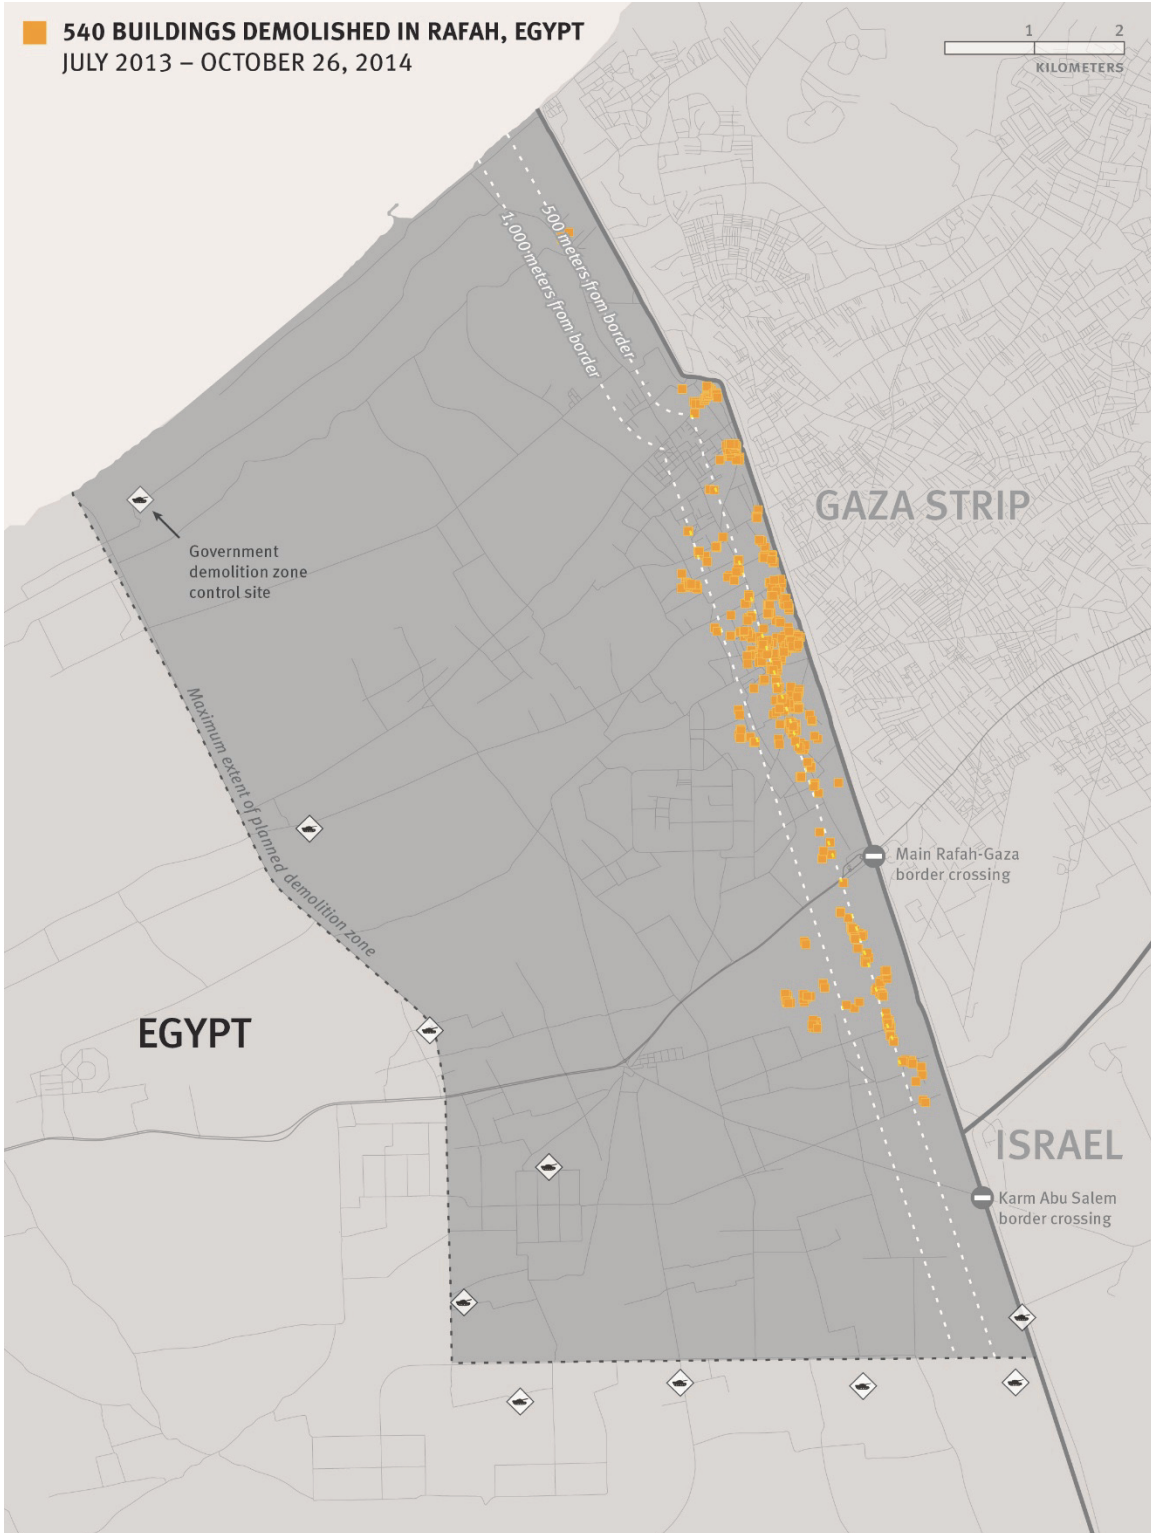 540 BUILDINGS DEMOLISHED IN RAFAH, EGYPT
JULY 2013 – OCTOBER 26, 2014
1 2
KILOMETERS
500 meters from border
1,000 meters from border
GAZA STRIP
Government
demolition zone
control site
Maximum extent of planned demolition zone
Main Rafah-Gaza
border crossing
EGYPT
ISRAEL
Karm Abu Salem
border crossing